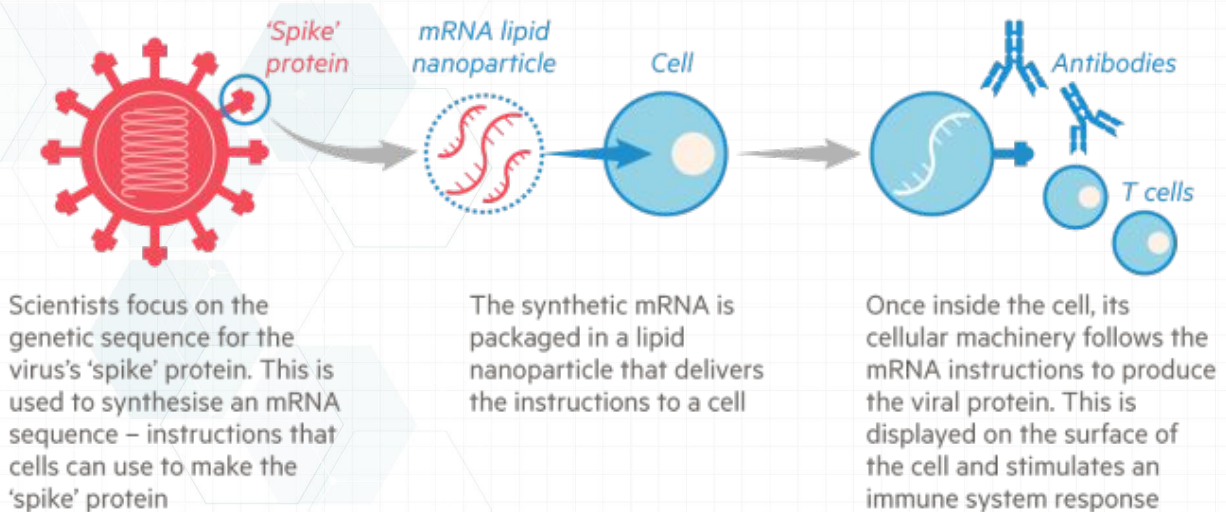 ‘Spike’
protein
mRNA lipid
nanoparticle
Cell
Antibodies
T cells
Scientists focus on the
genetic sequence for the
virus’s ‘spike’ protein. This is
used to synthesise an mRNA
sequence – instructions that
cells can use to make the
‘spike’ protein
The synthetic mRNA is
packaged in a lipid
nanoparticle that delivers
the instructions to a cell
Once inside the cell, its
cellular machinery follows the
mRNA instructions to produce
the viral protein. This is
displayed on the surface of
the cell and stimulates an
immune system response